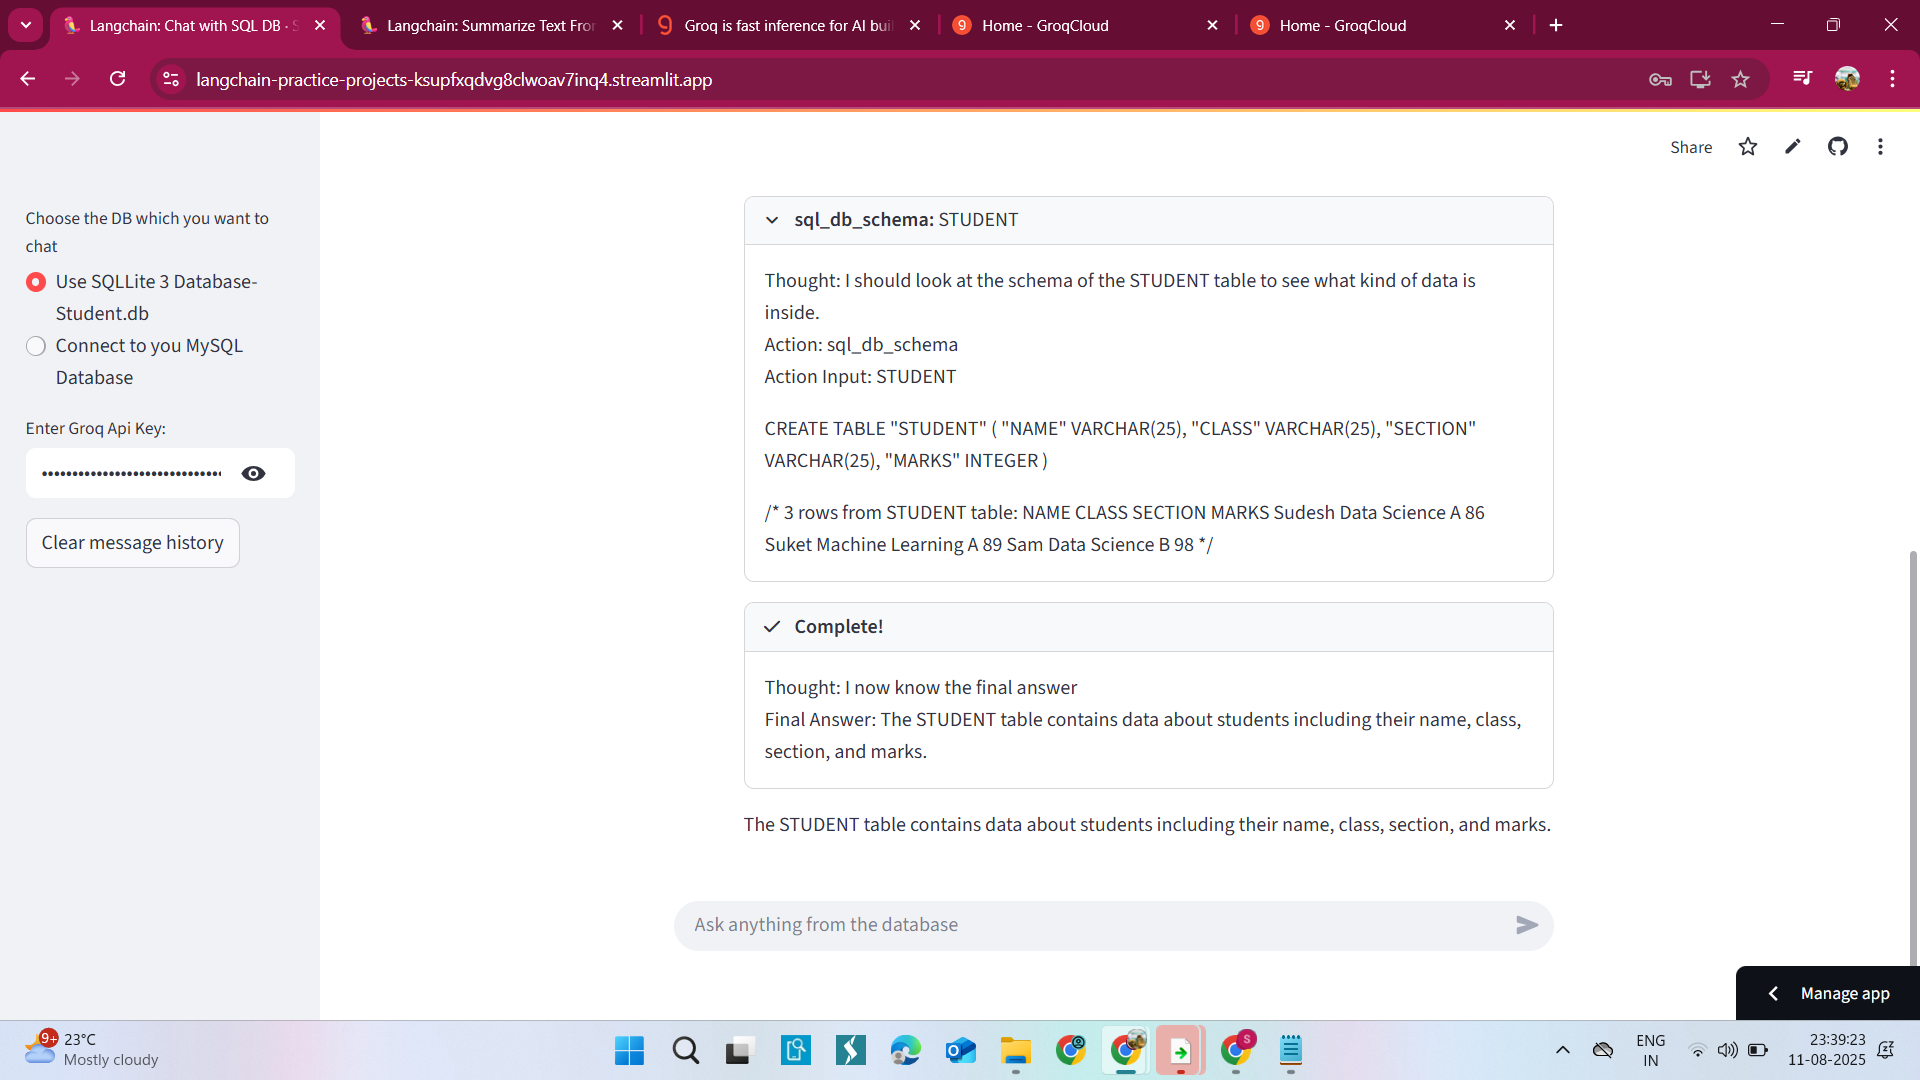 Langchain: Chat with SQL DB · S
Langchain: Summarize Text From
Groq is fast inference for AI bui
Home - GroqCloud
Home - GroqCloud
langchain-practice-projects-ksupfxqdvg8clwoav7inq4.streamlit.app
Share
Choose the DB which you want to
chat
Use SQLLite 3 Database-
Student.db
Connect to you MySQL
Database
Enter Groq Api Key:
Clear message history
sql_db_schema: STUDENT
Thought: I should look at the schema of the STUDENT table to see what kind of data is
inside.
Action: sql_db_schema
Action Input: STUDENT
CREATE TABLE "STUDENT" ( "NAME" VARCHAR(25), "CLASS" VARCHAR(25), "SECTION"
VARCHAR(25), "MARKS" INTEGER )
/* 3 rows from STUDENT table: NAME CLASS SECTION MARKS Sudesh Data Science A 86
Suket Machine Learning A 89 Sam Data Science B 98 */
Complete!
Thought: I now know the final answer
Final Answer: The STUDENT table contains data about students including their name, class,
section, and marks.
The STUDENT table contains data about students including their name, class, section, and marks.
Ask anything from the database
Manage app
9+
23°C
Mostly cloudy
S
ENG
IN
23:39:23
11-08-2025